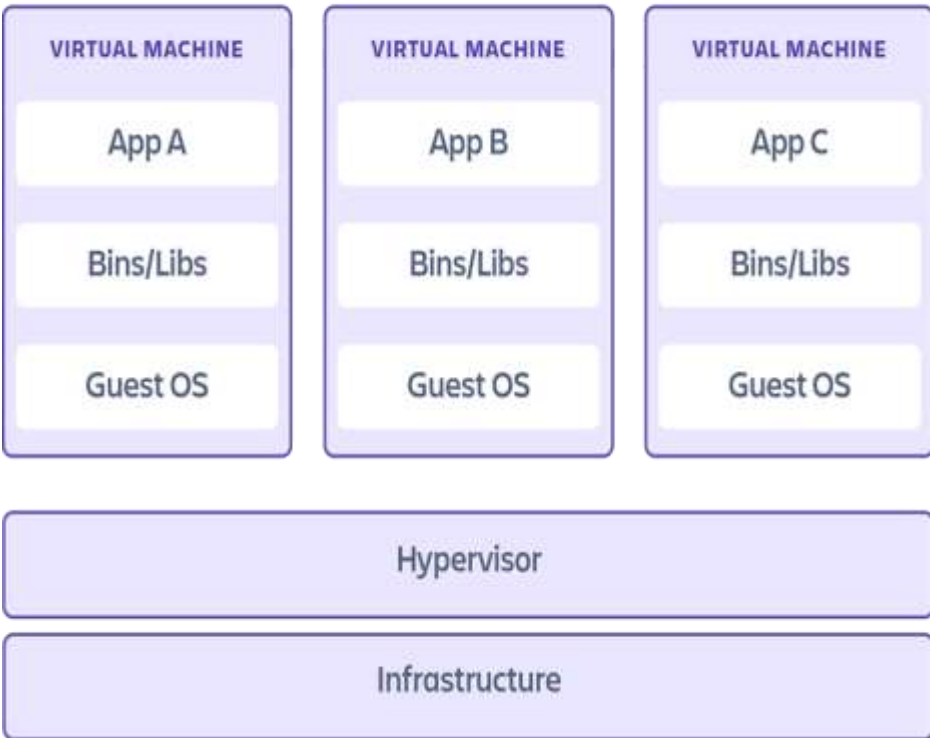 VIRTUAL MACHINE
App A
Bins/Libs
Guest OS
VIRTUAL MACHINE
App B
Bins/Libs
Guest OS
VIRTUAL MACHINE
App C
Bins/Libs
Guest OS
Hypervisor
Infrastructure